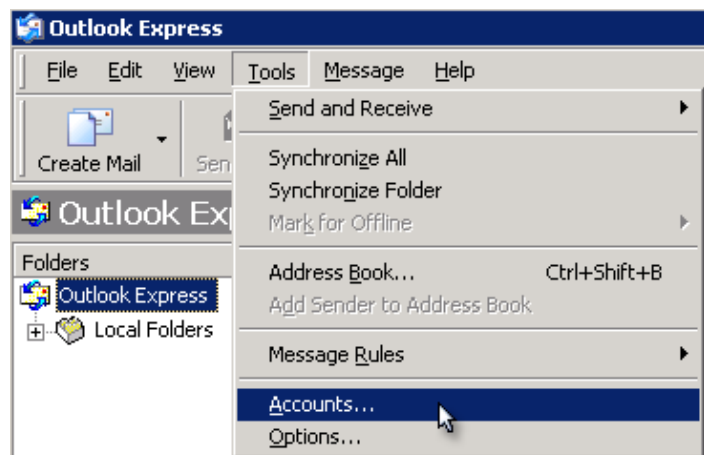 Outlook Express
File Edit View Tools Message Help
Send and Receive
Create Mail
Sen
Synchronize All
Synchronize Folder
Mark for Offline
Outlook Ex
Folders
Address Book... Ctrl+Shift+B
Outlook Express
Add Sender to Address Book
Local Folders
Message Rules
Accounts...
Options...